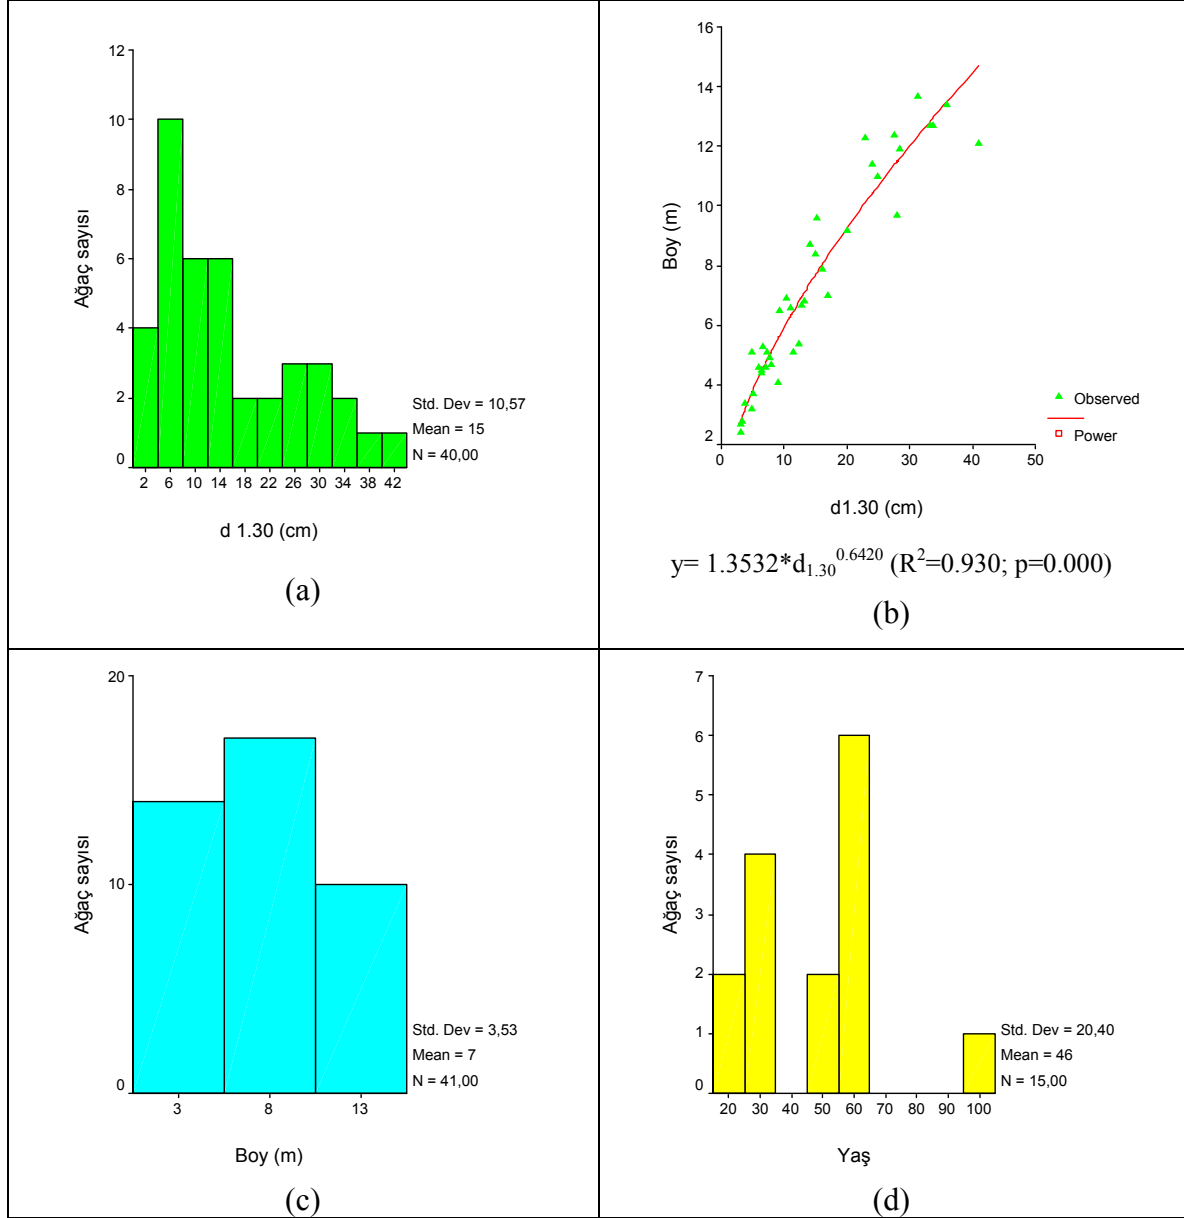 12
10
8
6
4
2
0
Ağaç sayısı
2 6 10 14 18 22 26 30 34 38 42
d 1.30 (cm)
Std. Dev = 10,57
Mean = 15
N = 40,00
(a)
16
14
12
10
8
6
4
2
Boy (m)
0 10 20 30 40 50
d1.30 (cm)
Observed
Power
y= 1.3532*d1.30^0.6420 (R²=0.930; p=0.000)
(b)
20
10
0
Ağaç sayısı
3 8 13
Boy (m)
Std. Dev = 3,53
Mean = 7
N = 41,00
(c)
7
6
5
4
3
2
1
0
Ağaç sayısı
20 30 40 50 60 70 80 90 100
Yaş
Std. Dev = 20,40
Mean = 46
N = 15,00
(d)